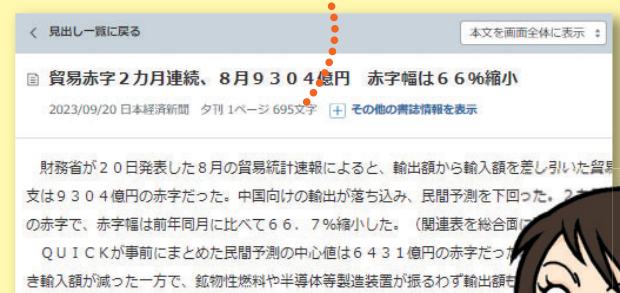 〈 見出し一覧に戻る
本文を画面全体に表示
貿易赤字2カ月連続、8月9304億円 赤字幅は66%縮小
2023/09/20 日本経済新聞 夕刊 1ページ 695文字 + その他の書誌情報を表示
財務省が20日発表した8月の貿易統計速報によると、輸出額から輸入額を差し引いた貿易
支は9304億円の赤字だった。中国向けの輸出が落ち込み、民間予測を下回った。2
の赤字で、赤字幅は前年同月に比べて66.7%縮小した。(関連表を総合面に
QUICKが事前にまとめた民間予測の中心値は6431億円の赤字だっ
き輸入額が減った一方で、鉱物性燃料や半導体等製造装置が振るわず輸出額も